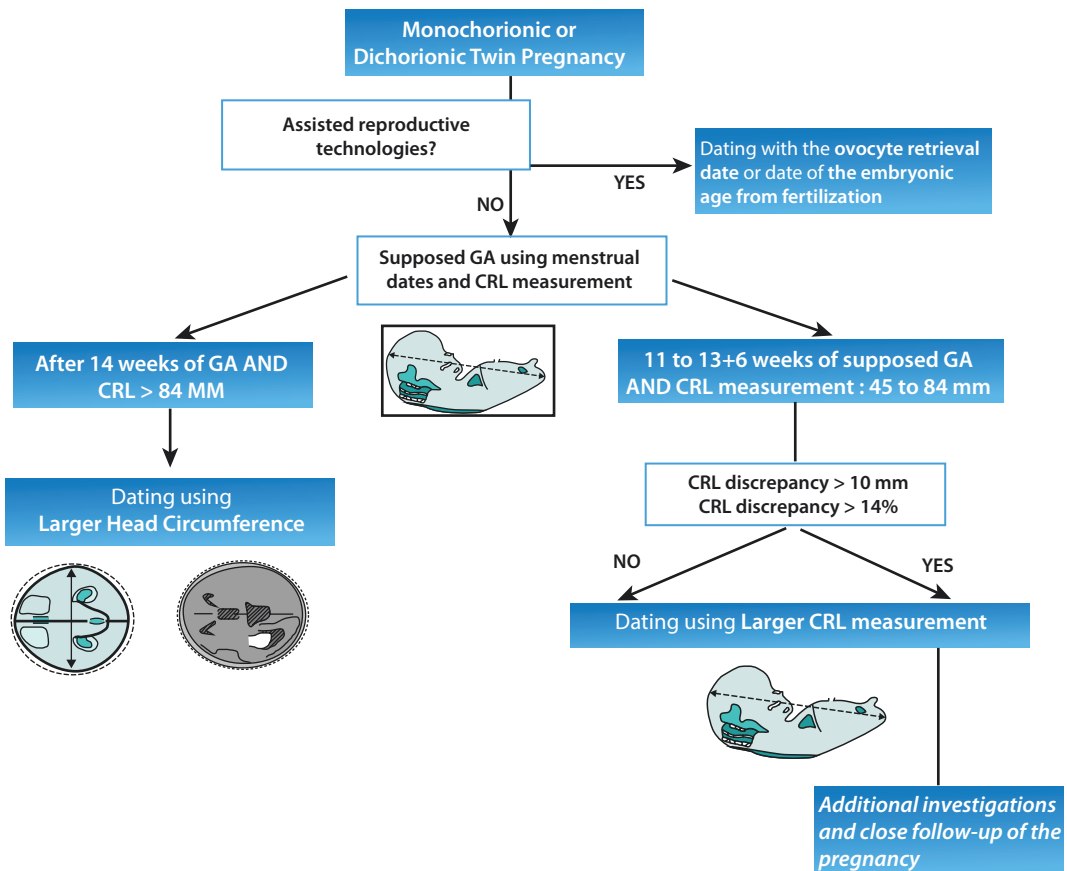 Monochorionic or
Dichorionic Twin Pregnancy
Assisted reproductive
technologies?
YES
Dating with the ovocyte retrieval
date or date of the embryonic
age from fertilization
NO
Supposed GA using menstrual
dates and CRL measurement
After 14 weeks of GA AND
CRL > 84 MM
11 to 13+6 weeks of supposed GA
AND CRL measurement : 45 to 84 mm
Dating using
Larger Head Circumference
CRL discrepancy > 10 mm
CRL discrepancy > 14%
NO
YES
Dating using Larger CRL measurement
Additional investigations
and close follow-up of the
pregnancy